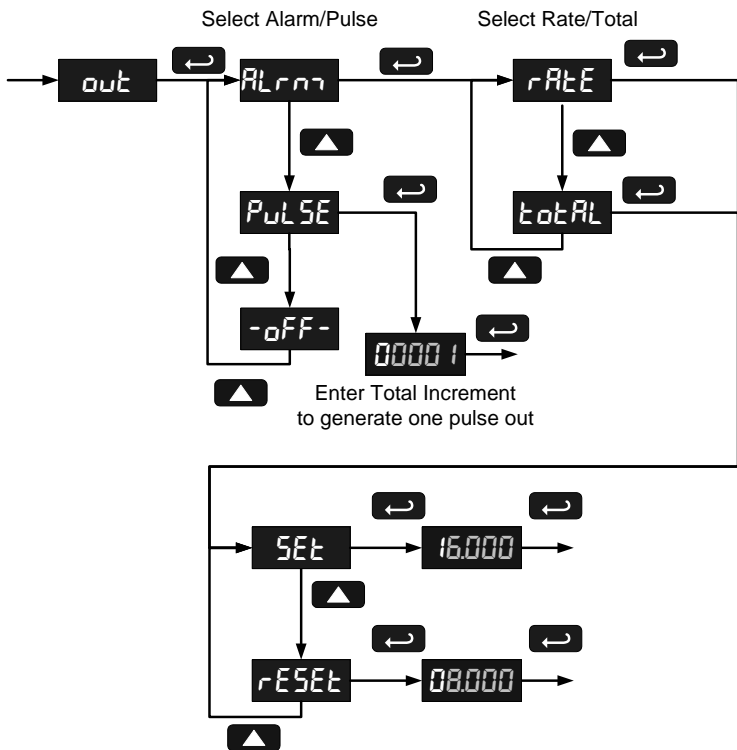 Select Alarm/Pulse
Select Rate/Total
out
ALrm
rAtE
PuLSE
totAL
-oFF-
00001
Enter Total Increment
to generate one pulse out
SEt
16.000
rESEt
08.000